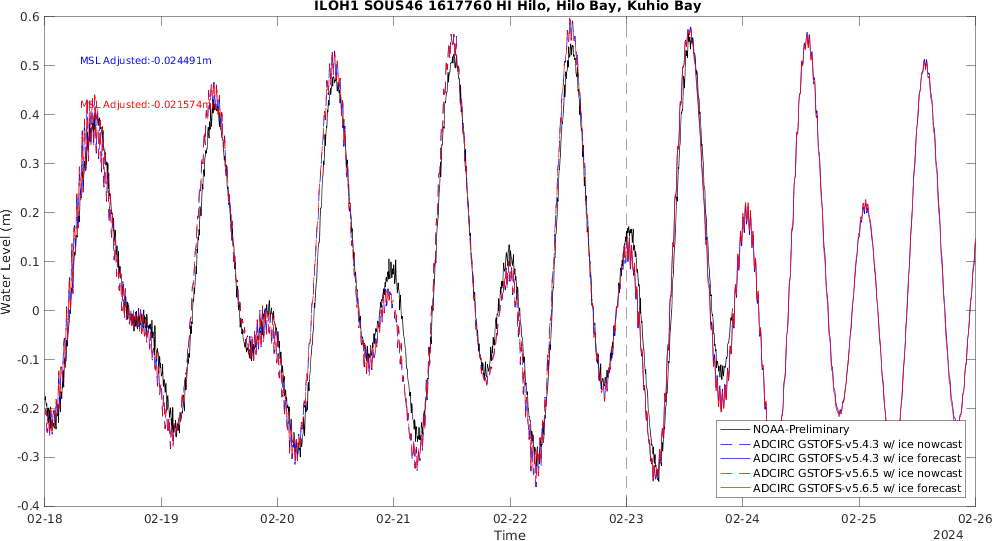 ILOH1 SOUS46 1617760 HI Hilo, Hilo Bay, Kuhio Bay
MSL Adjusted:-0.024491m
MSL Adjusted:-0.021574m
Water Level (m)
0.6
0.5
0.4
0.3
0.2
0.1
0
-0.1
-0.2
-0.3
-0.4
NOAA-Preliminary
ADCIRC GSTOFS-v5.4.3 w/ ice nowcast
ADCIRC GSTOFS-v5.4.3 w/ ice forecast
ADCIRC GSTOFS-v5.6.5 w/ ice nowcast
ADCIRC GSTOFS-v5.6.5 w/ ice forecast
02-18 02-19 02-20 02-21 02-22 02-23 02-24 02-25 02-26
Time
2024